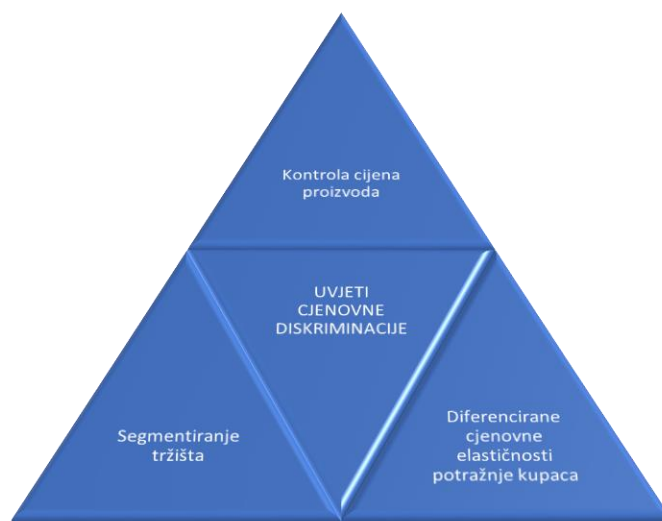 Kontrola cijena
proizvoda
UVJETI
CJENOVNE
DISKRIMINACIJE
Segmentiranje
tržišta
Diferencirane
cjenovne
elastičnosti
potražnje kupaca